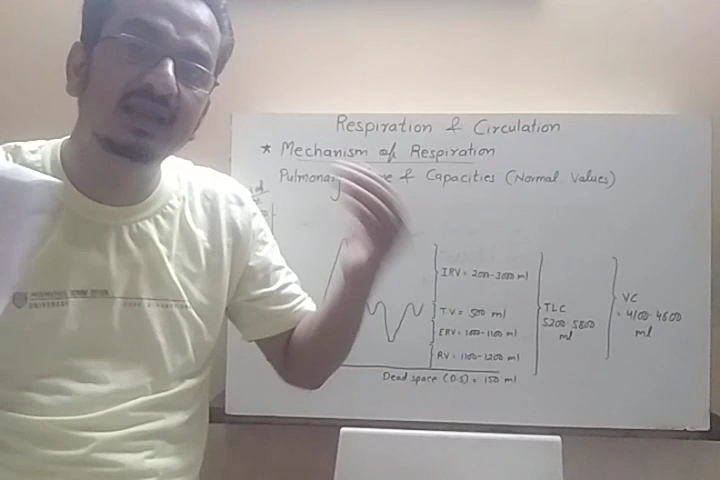 Respiration & Circulation
* Mechanism of Respiration
Pulmonary & Capacities (Normal Values)
IRV = 2000-3000 ml
TV = 500 ml
ERV = 1000-1100 ml
RV = 1100-1200 ml
TLC
5200-5800
ml
VC
= 4100-4600
ml
Dead space (D.S) = 150 ml
UNIVERSITY